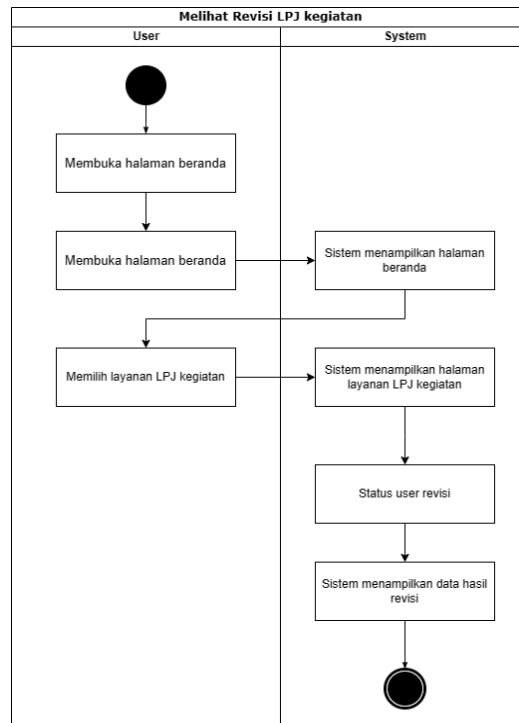 Melihat Revisi LPJ kegiatan
User
System
Membuka halaman beranda
Membuka halaman beranda
Sistem menampilkan halaman
beranda
Memilih layanan LPJ kegiatan
Sistem menampilkan halaman
layanan LPJ kegiatan
Status user revisi
Sistem menampilkan data hasil
revisi